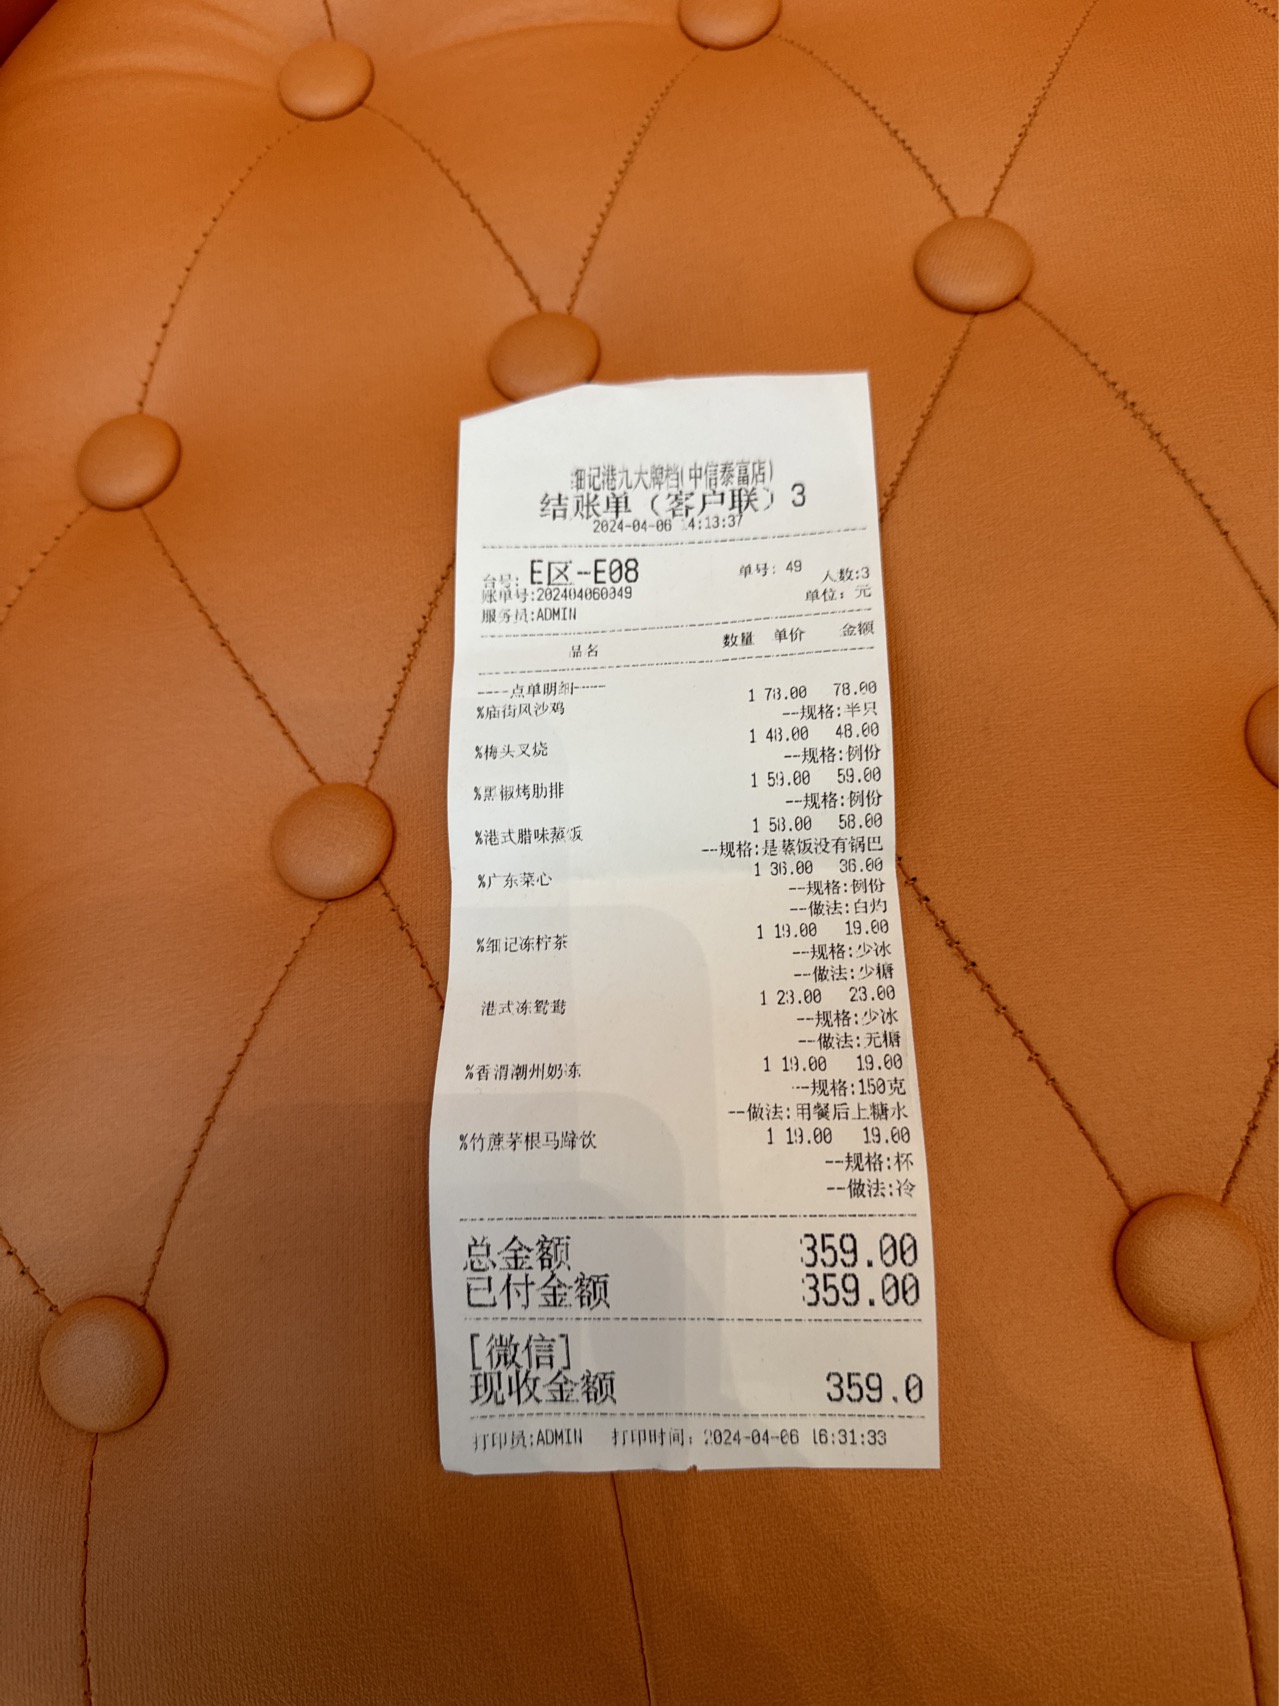 细记港九大牌档(中信泰富店)
结账单（客户联）3
2024-04-06 14:13:37
台号: E区-E08 单号: 49 人数:3
账单号:202404060049 单位: 元
服务员:ADMIN
品名 数量 单价 金额
----点单明细-----
%庙街风沙鸡 1 78.00 78.00
--规格:半只
%梅头叉烧 1 48.00 48.00
--规格:例份
%黑椒烤肋排 1 59.00 59.00
--规格:例份
%港式腊味蒸饭 1 58.00 58.00
--规格:是蒸饭没有锅巴
%广东菜心 1 36.00 36.00
--规格:例份
--做法:白灼
%细记冻柠茶 1 19.00 19.00
--规格:少冰
--做法:少糖
港式冻鸳鸯 1 23.00 23.00
--规格:少冰
--做法:无糖
%香滑潮州奶冻 1 19.00 19.00
--规格:150克
--做法:用餐后上糖水
%竹蔗茅根马蹄饮 1 19.00 19.00
--规格:杯
--做法:冷
总金额 359.00
已付金额 359.00
[微信]
现收金额 359.0
打印员:ADMIN 打印时间: 2024-04-06 16:31:33